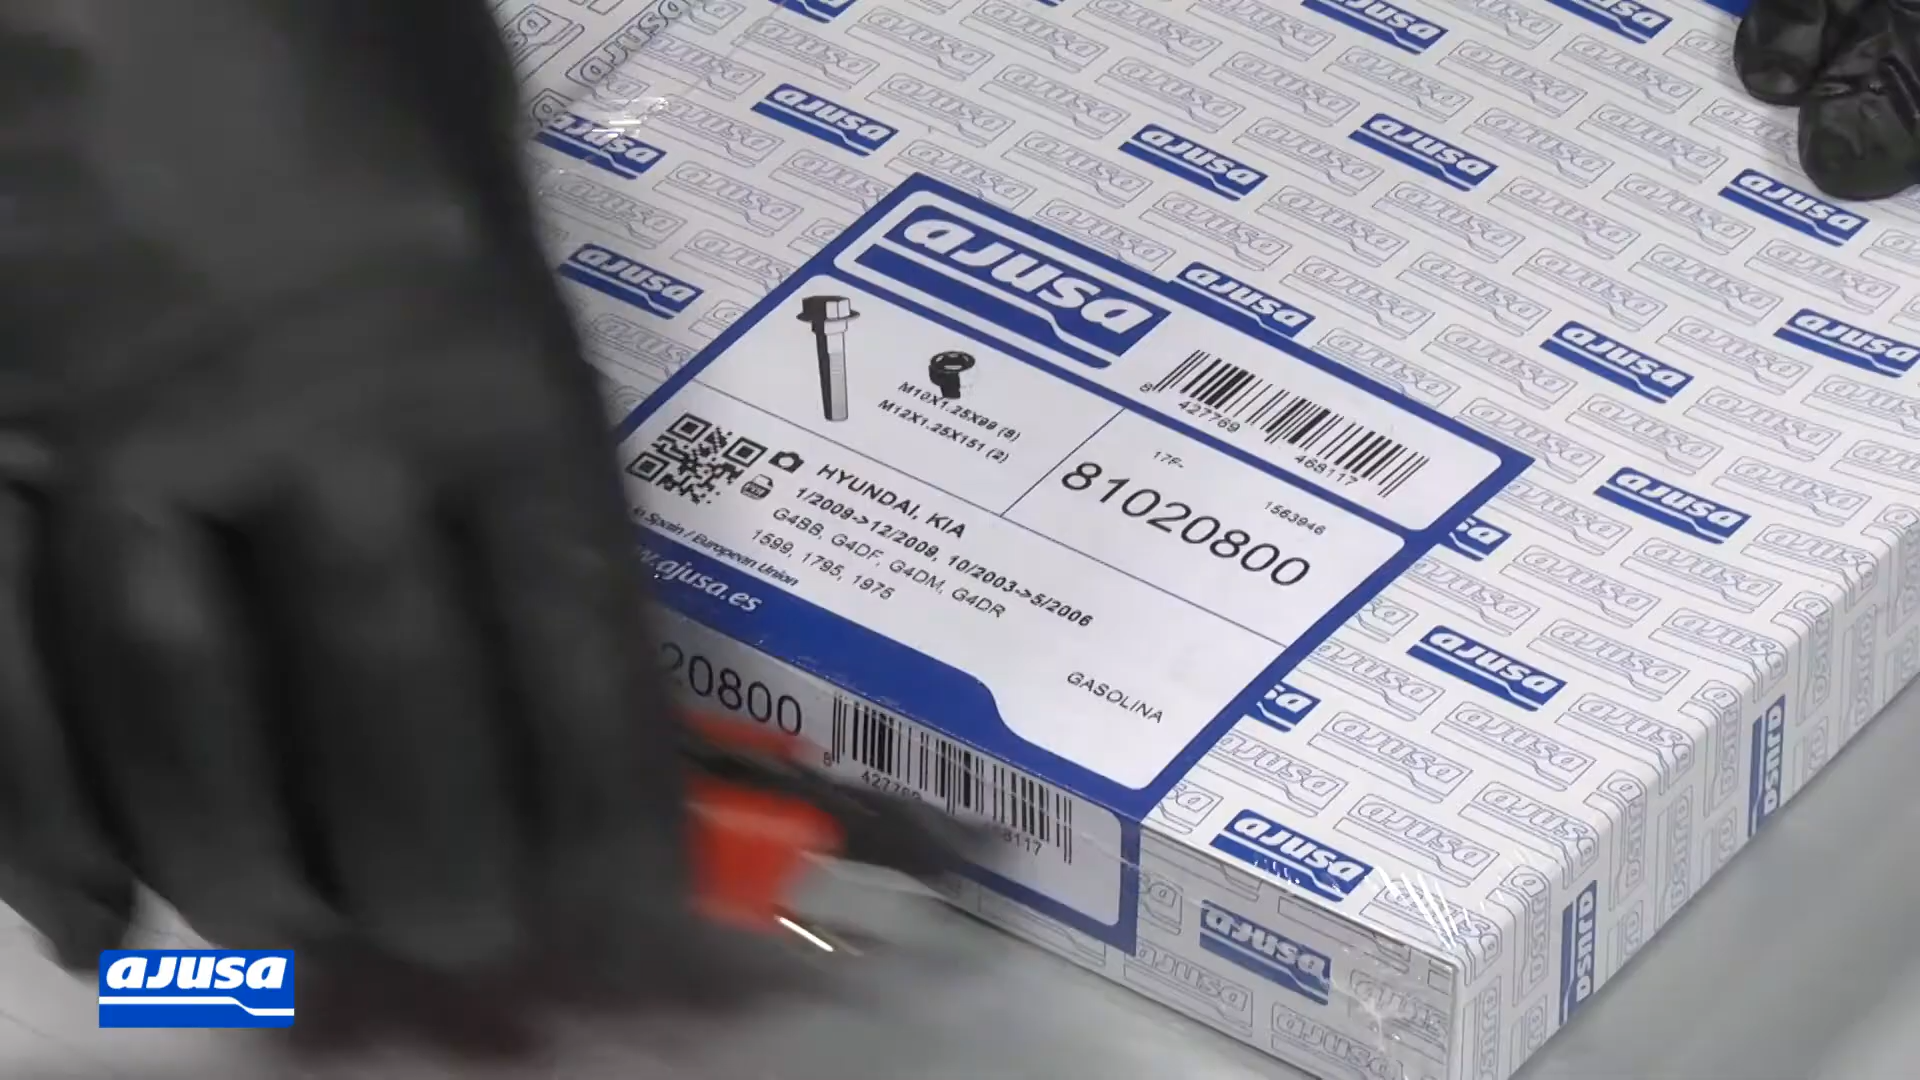 ajusa
M10X1.25X99 (8)
M12X1.25X151 (2)
8 427769 468117
17F-
1563946
81020800
PDF
HYUNDAI, KIA
1/2009->12/2009, 10/2003->5/2006
G4BB, G4DF, G4DM, G4DR
1599, 1795, 1975
GASOLINA
in Spain / European Union
w.ajusa.es
20800
8 427769
8117
ajusa